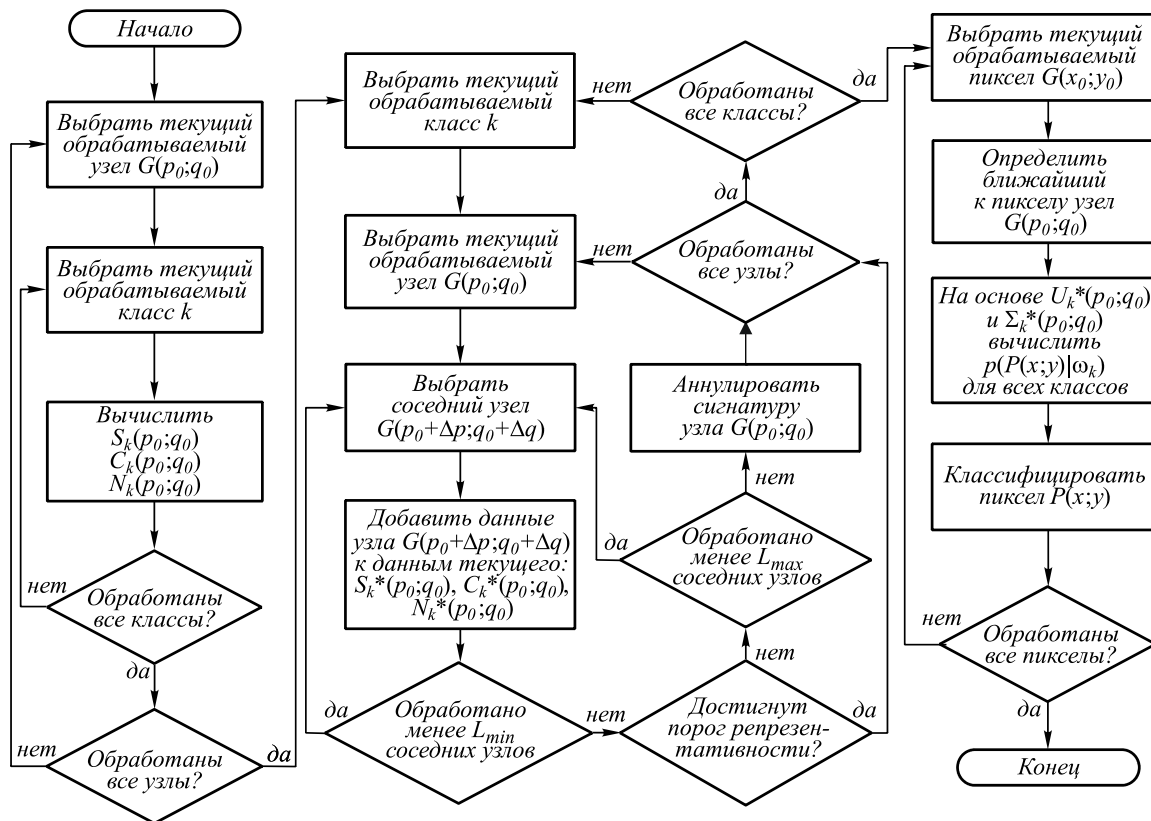 Начало
Выбрать текущий
обрабатываемый
узел G(p₀;q₀)
Выбрать текущий
обрабатываемый
класс k
Вычислить
Sₖ(p₀;q₀)
Cₖ(p₀;q₀)
Nₖ(p₀;q₀)
нет
Обработаны
все классы?
да
нет
Обработаны
все узлы?
да
Выбрать текущий
обрабатываемый
класс k
нет
Обработаны
все классы?
да
да
Выбрать текущий
обрабатываемый
узел G(p₀;q₀)
нет
Обработаны
все узлы?
Выбрать
соседний узел
G(p₀+Δp;q₀+Δq)
Аннулировать
сигнатуру
узла G(p₀;q₀)
нет
Добавить данные
узла G(p₀+Δp;q₀+Δq)
к данным текущего:
Sₖ*(p₀;q₀), Cₖ*(p₀;q₀),
Nₖ*(p₀;q₀)
да
Обработано
менее Lmax
соседних узлов
нет
да
Обработано
менее Lmin
соседних узлов
нет
Достигнут
порог репрезен-
тативности?
да
Выбрать текущий
обрабатываемый
пиксел G(x₀;y₀)
Определить
ближайший
к пикселу узел
G(p₀;q₀)
На основе Uₖ*(p₀;q₀)
и Σₖ*(p₀;q₀)
вычислить
p(P(x;y)|ωₖ)
для всех классов
Классифицировать
пиксел P(x;y)
нет
Обработаны
все пикселы?
да
Конец